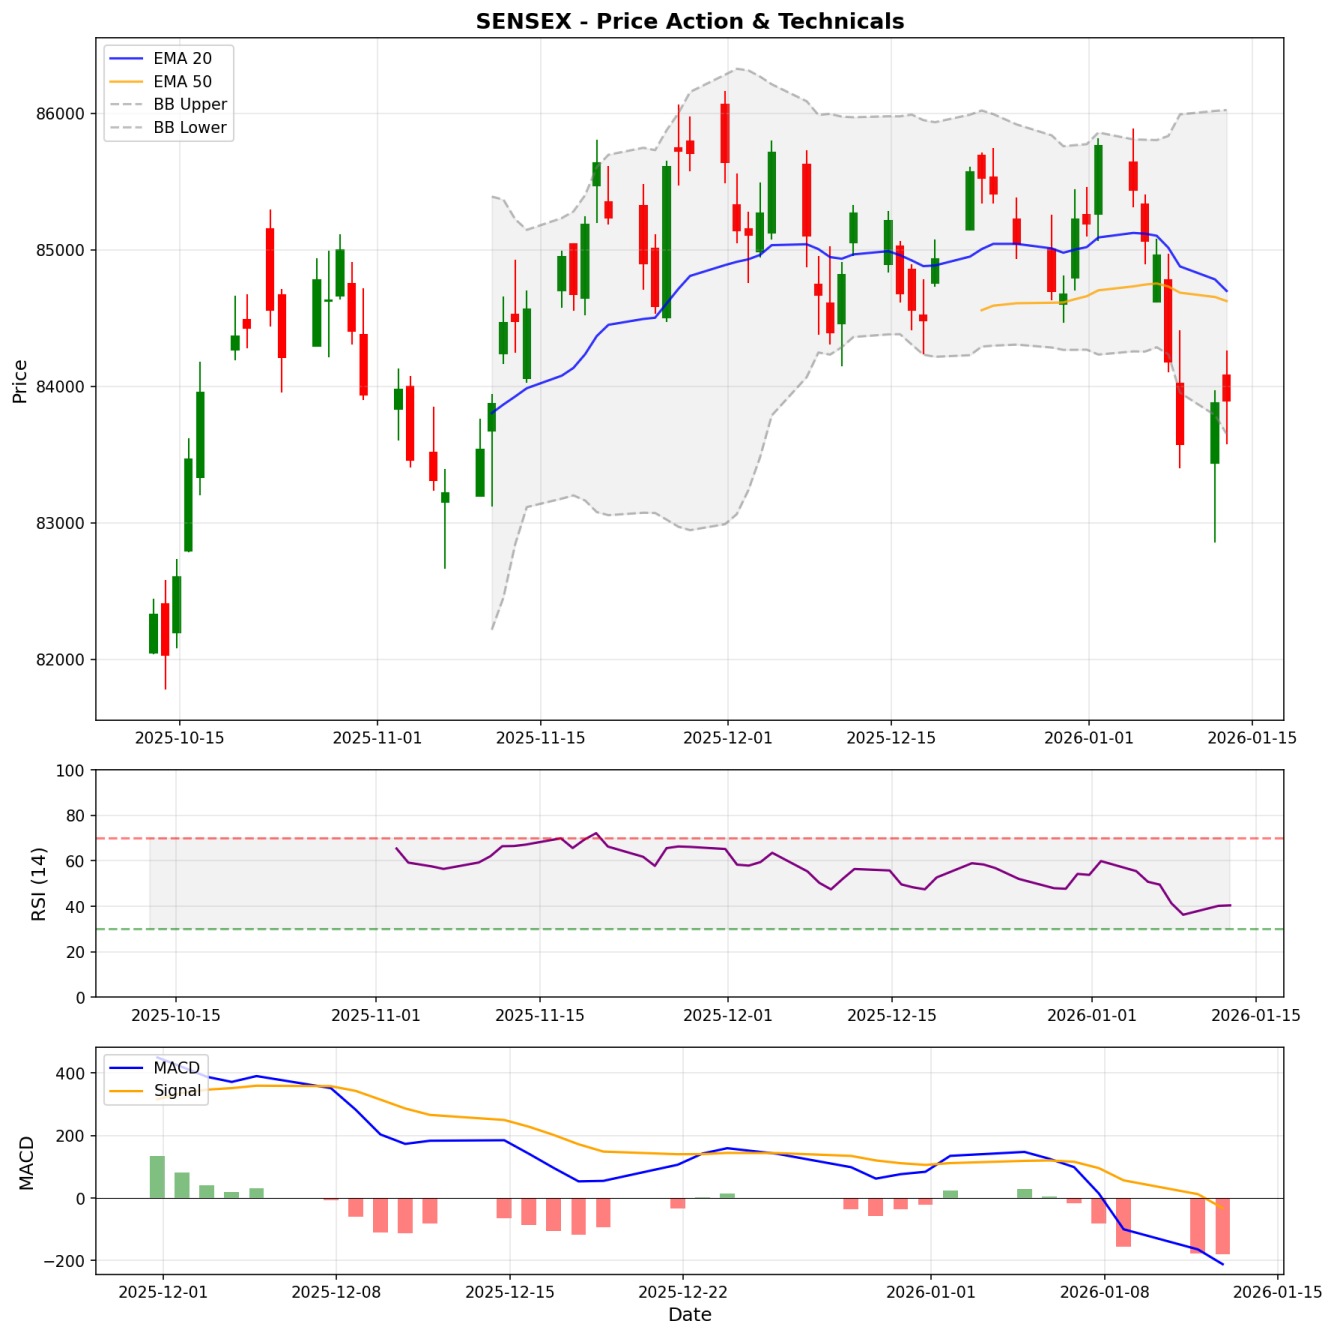 SENSEX - Price Action & Technicals
EMA 20
EMA 50
BB Upper
BB Lower
86000
85000
84000
83000
82000
Price
2025-10-15 2025-11-01 2025-11-15 2025-12-01 2025-12-15 2026-01-01 2026-01-15
100
80
60
40
20
0
RSI (14)
2025-10-15 2025-11-01 2025-11-15 2025-12-01 2025-12-15 2026-01-01 2026-01-15
MACD
Signal
400
200
0
−200
MACD
2025-12-01 2025-12-08 2025-12-15 2025-12-22 2026-01-01 2026-01-08 2026-01-15
Date